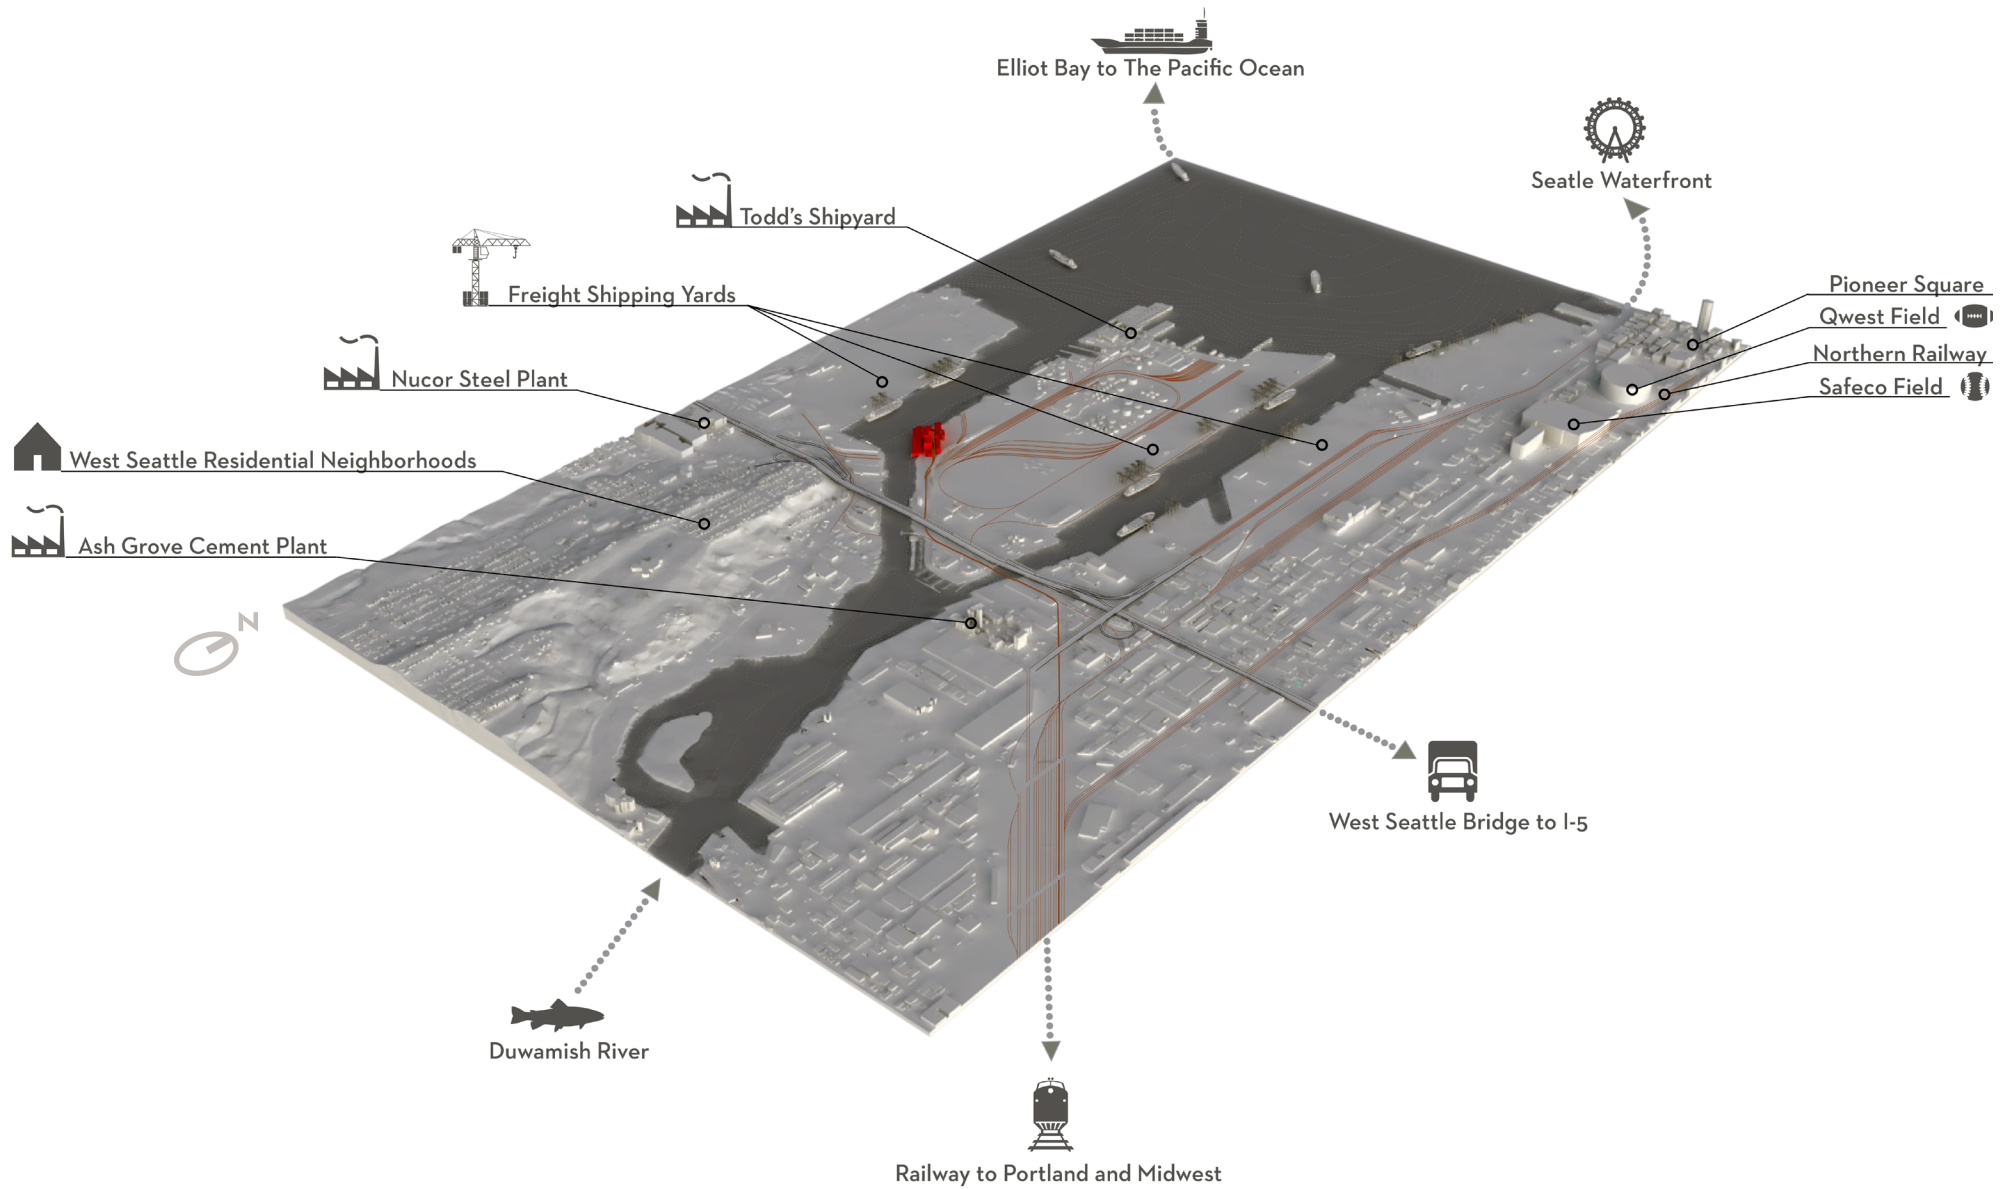 Elliot Bay to The Pacific Ocean
Seatle Waterfront
Todd's Shipyard
Freight Shipping Yards
Nucor Steel Plant
West Seattle Residential Neighborhoods
Ash Grove Cement Plant
Pioneer Square
Qwest Field
Northern Railway
Safeco Field
N
West Seattle Bridge to I-5
Duwamish River
Railway to Portland and Midwest